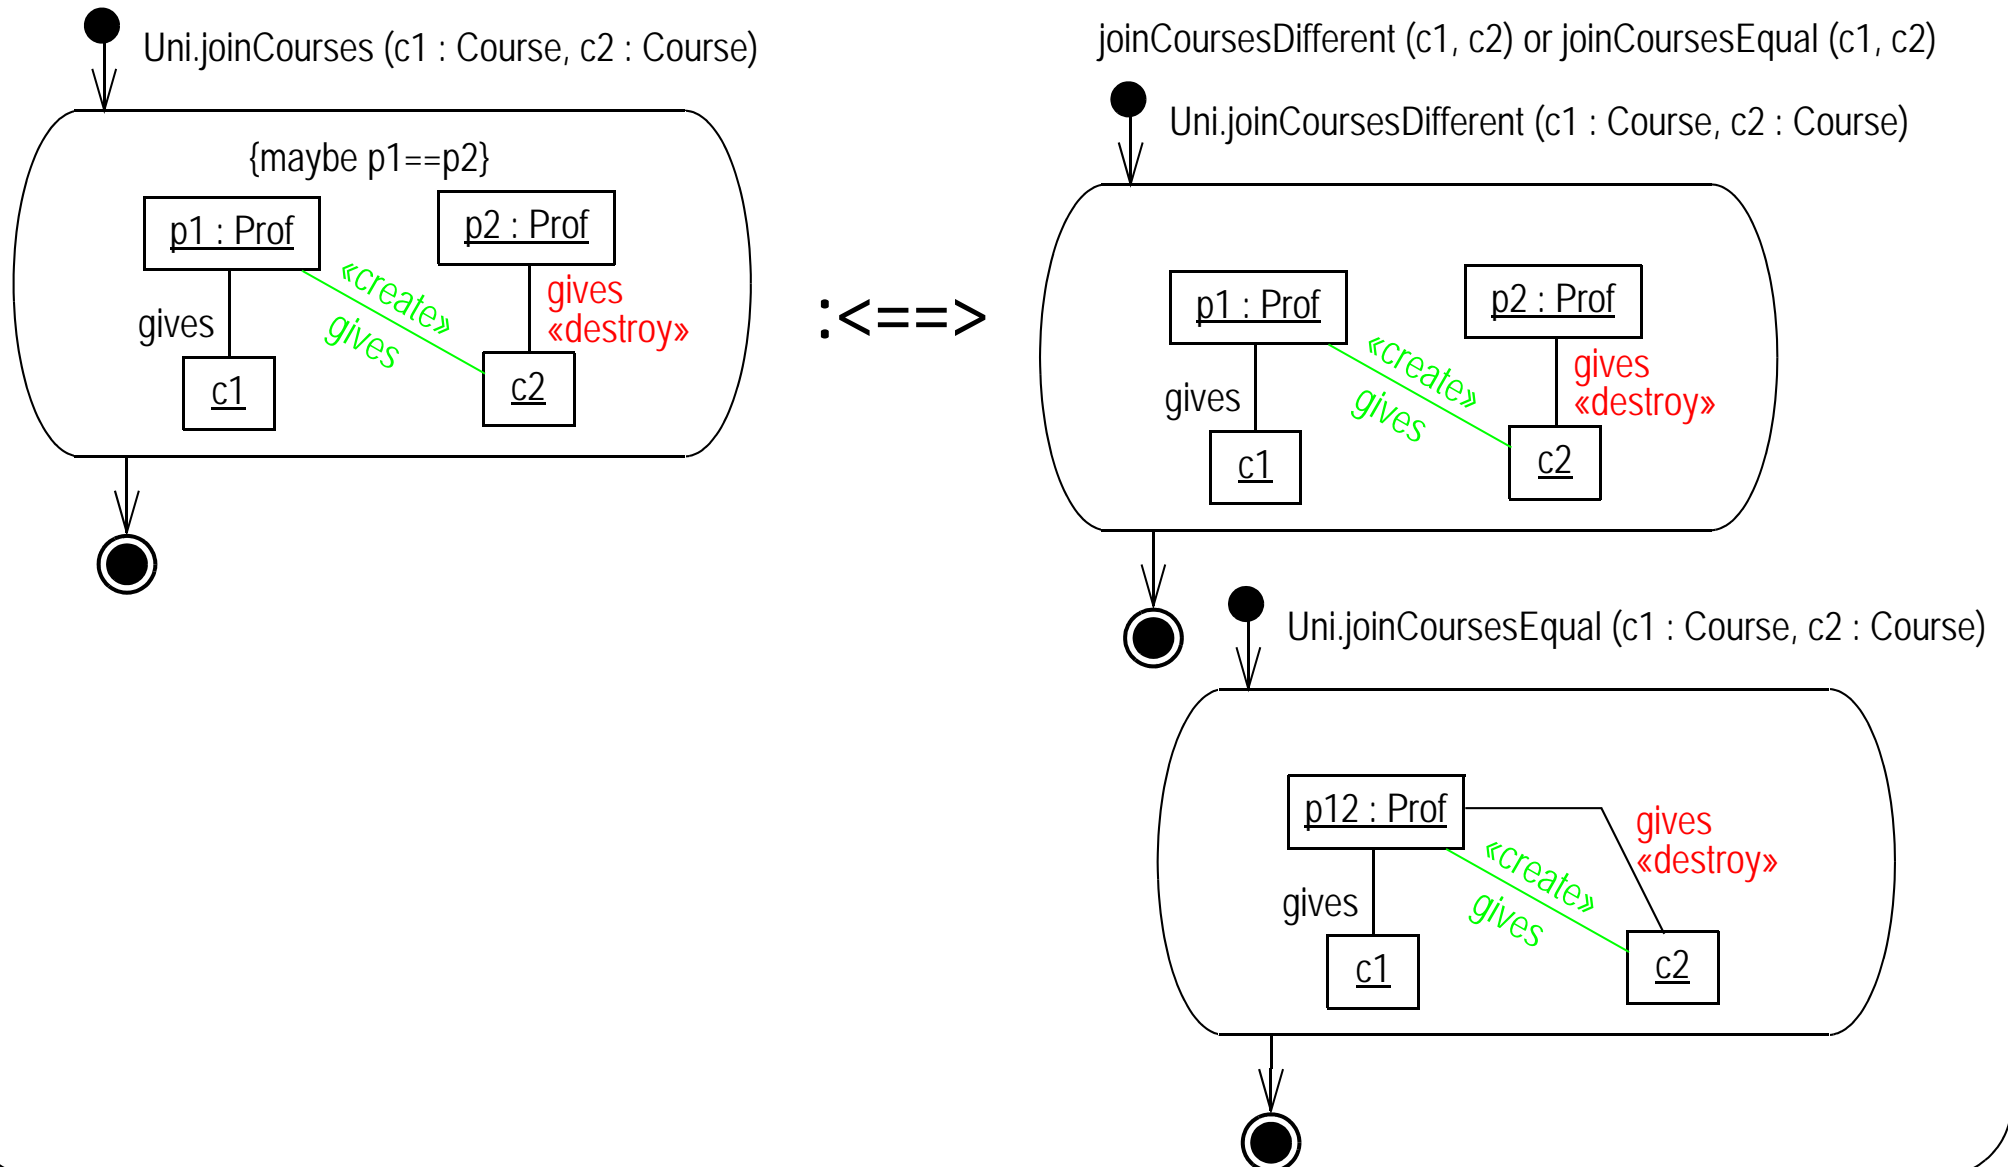 Uni.joinCourses (c1 : Course, c2 : Course)
{maybe p1==p2}
p1 : Prof
p2 : Prof
gives
«create»
gives
gives
«destroy»
c1
c2
:<==>
joinCoursesDifferent (c1, c2) or joinCoursesEqual (c1, c2)
Uni.joinCoursesDifferent (c1 : Course, c2 : Course)
p1 : Prof
p2 : Prof
gives
«create»
gives
gives
«destroy»
c1
c2
Uni.joinCoursesEqual (c1 : Course, c2 : Course)
p12 : Prof
gives
«create»
gives
gives
«destroy»
c1
c2